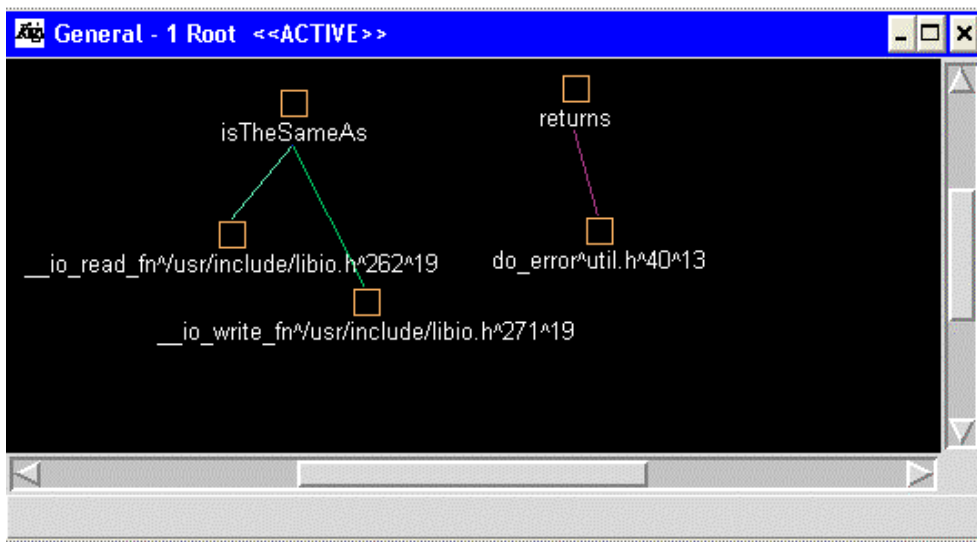 General - 1 Root <<ACTIVE>>
isTheSameAs
returns
__io_read_fn^/usr/include/libio.h^262^19
do_error^util.h^40^13
__io_write_fn^/usr/include/libio.h^271^19